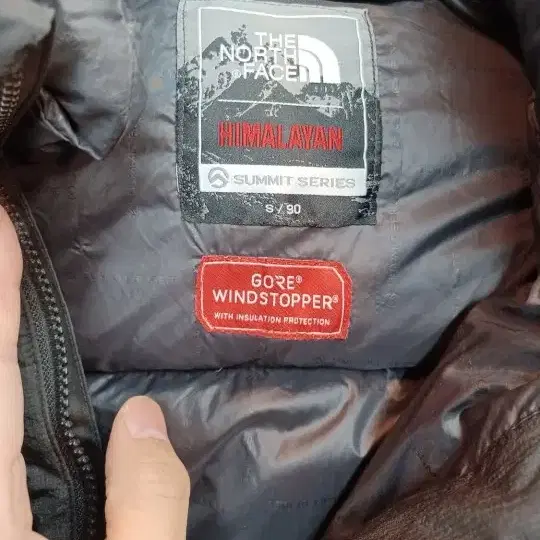 THE
NORTH
FACE
HIMALAYAN
SUMMIT SERIES
S / 90
GORE®
WINDSTOPPER®
WITH INSULATION PROTECTION